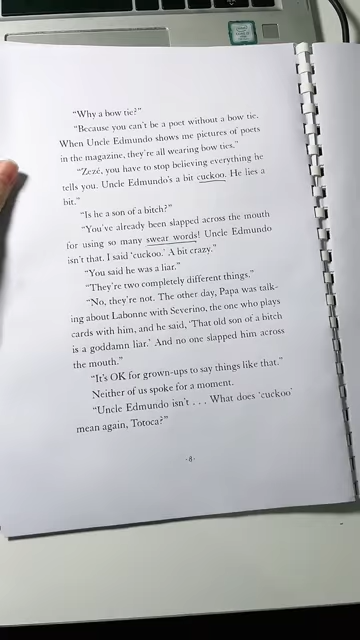 "Why a bow tie?"
"Because you can't be a poet without a bow tie.
When Uncle Edmundo shows me pictures of poets
in the magazine, they're all wearing bow ties."
"Zezé, you have to stop believing everything he
tells you. Uncle Edmundo's a bit cuckoo. He lies a
bit."
"Is he a son of a bitch?"
"You've already been slapped across the mouth
for using so many swear words! Uncle Edmundo
isn't that. I said 'cuckoo.' A bit crazy."
"You said he was a liar."
"They're two completely different things."
"No, they're not. The other day, Papa was talk-
ing about Labonne with Severino, the one who plays
cards with him, and he said, 'That old son of a bitch
is a goddamn liar.' And no one slapped him across
the mouth."
"It's OK for grown-ups to say things like that."
Neither of us spoke for a moment.
"Uncle Edmundo isn't . . . What does 'cuckoo'
mean again, Totoca?"
·8·